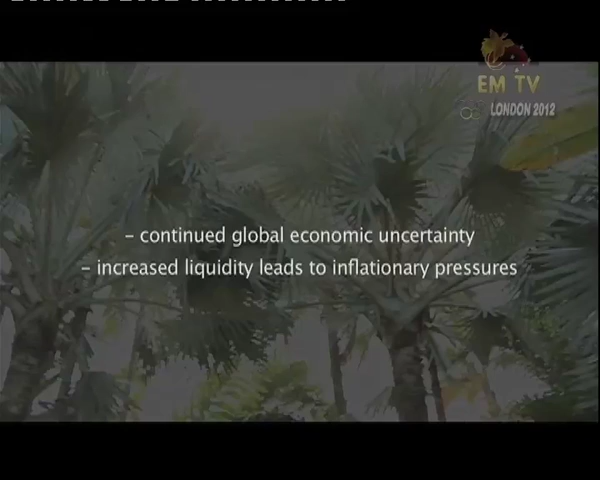 EM TV
LONDON 2012
– continued global economic uncertainty
– increased liquidity leads to inflationary pressures